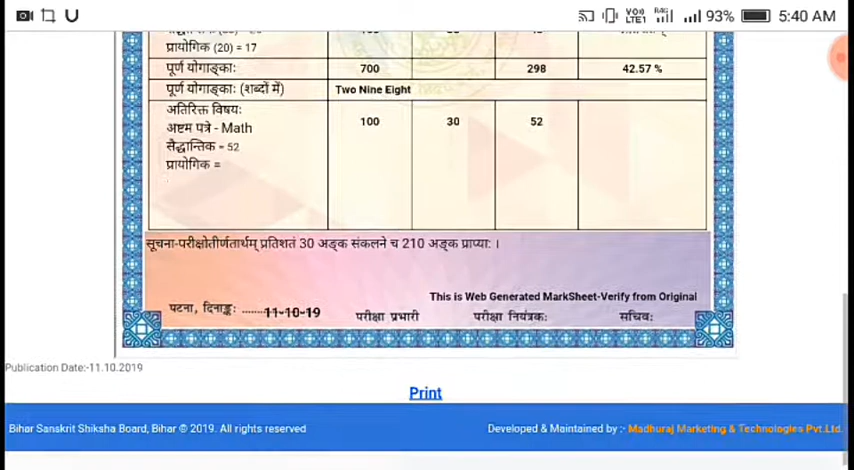 VO))
LTE1
R4G
93%
5:40 AM
प्रायोगिक (20) = 17
पूर्ण योगाङ्काः 700 298 42.57 %
पूर्ण योगाङ्काः (शब्दों में) Two Nine Eight
अतिरिक्त विषयः
अष्टम पत्रे - Math 100 30 52
सैद्धान्तिक = 52
प्रायोगिक =
सूचना-परीक्षोतीर्णतार्थम् प्रतिशतं 30 अङ्क संकलने च 210 अङ्क प्राप्याः ।
This is Web Generated MarkSheet-Verify from Original
पटना, दिनाङ्कः ........11-10-19 परीक्षा प्रभारी परीक्षा नियंत्रकः सचिवः
Publication Date:-11.10.2019
Print
Bihar Sanskrit Shiksha Board, Bihar © 2019. All rights reserved Developed & Maintained by :- Madhuraj Marketing & Technologies Pvt.Ltd.